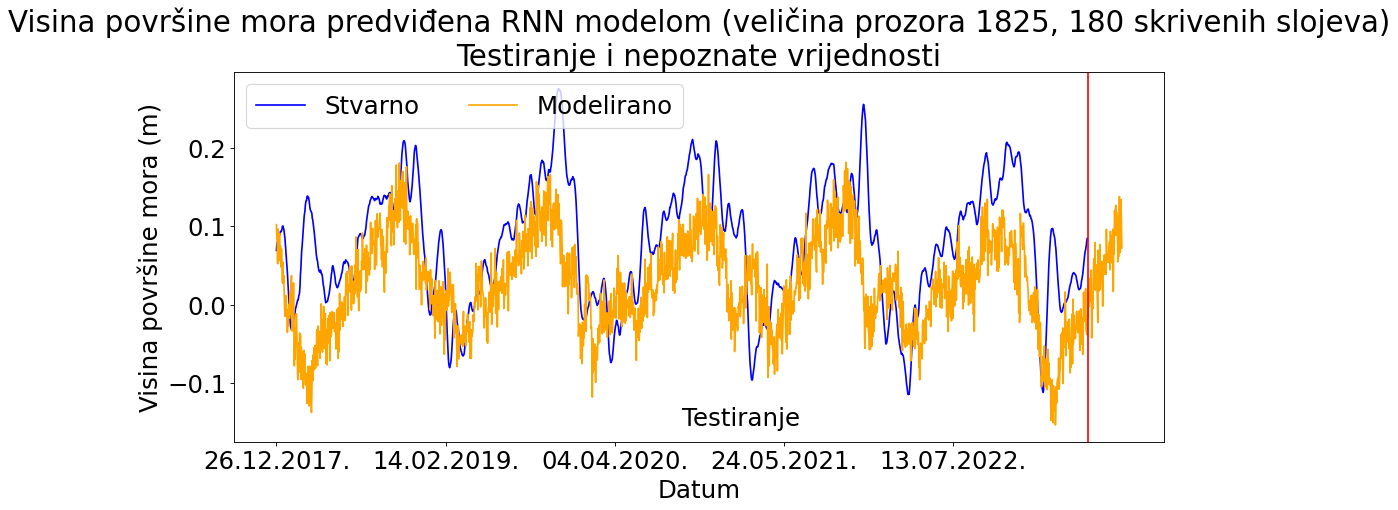 Visina površine mora predviđena RNN modelom (veličina prozora 1825, 180 skrivenih slojeva)
Testiranje i nepoznate vrijednosti
Stvarno
Modelirano
Visina površine mora (m)
0.2
0.1
0.0
−0.1
Testiranje
26.12.2017.
14.02.2019.
04.04.2020.
24.05.2021.
13.07.2022.
Datum